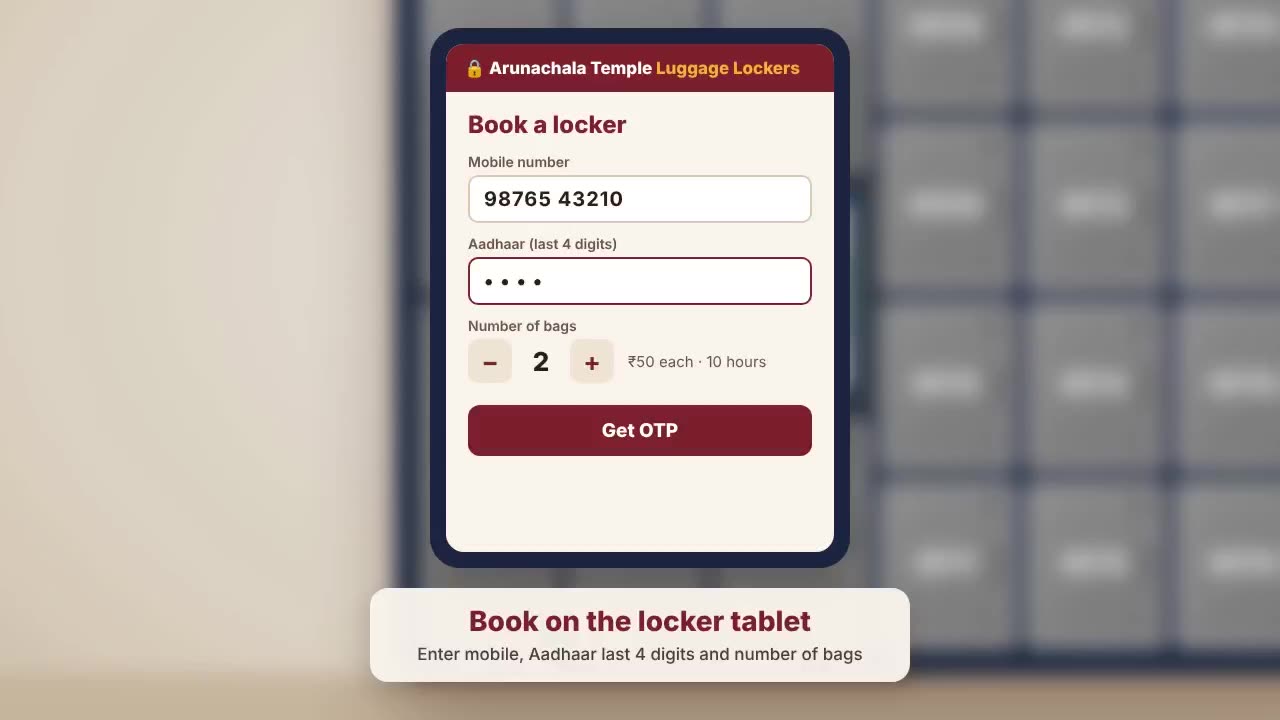 🔒 Arunachala Temple Luggage Lockers
Book a locker
Mobile number
98765 43210
Aadhaar (last 4 digits)
• • • •
Number of bags
− 2 + ₹50 each · 10 hours
Get OTP
Book on the locker tablet
Enter mobile, Aadhaar last 4 digits and number of bags